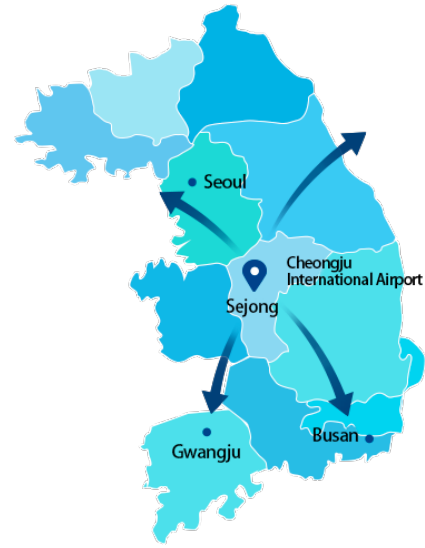 Seoul
Cheongju
International Airport
Sejong
Busan
Gwangju